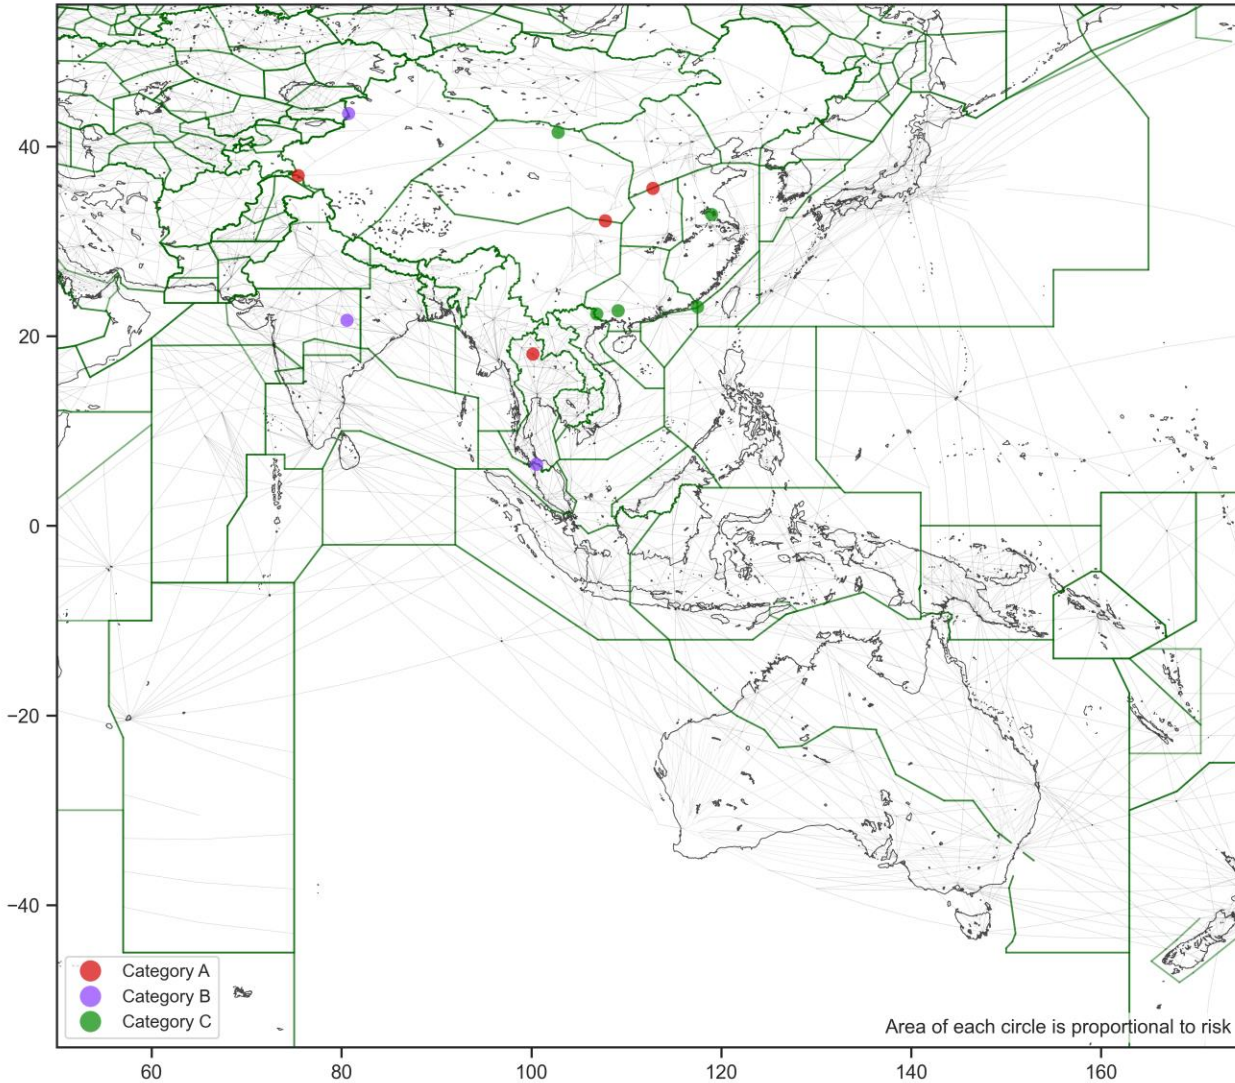 40
20
0
−20
−40
Category A
Category B
Category C
Area of each circle is proportional to risk
60 80 100 120 140 160